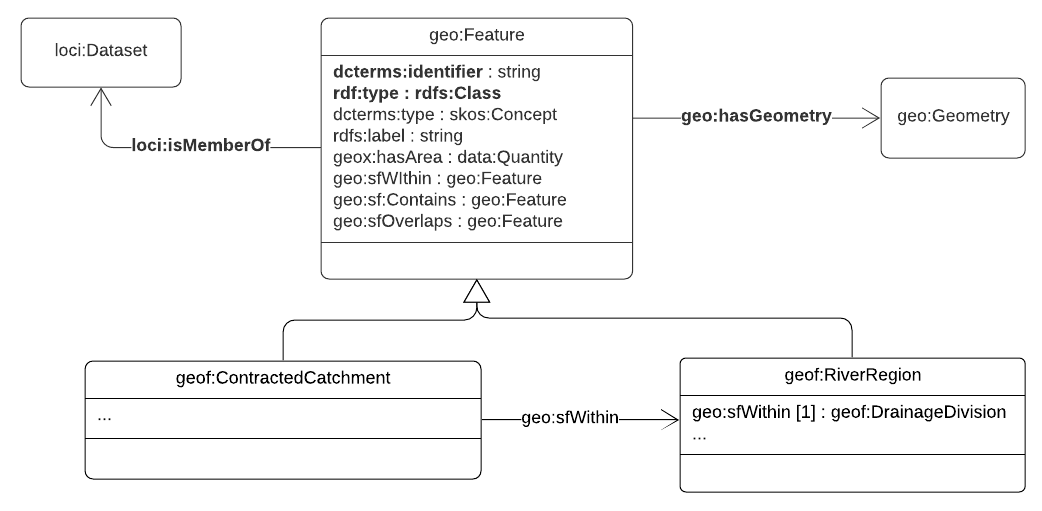 loci:Dataset
geo:Feature
dcterms:identifier : string
rdf:type : rdfs:Class
dcterms:type : skos:Concept
rdfs:label : string
geox:hasArea : data:Quantity
geo:sfWIthin : geo:Feature
geo:sf:Contains : geo:Feature
geo:sfOverlaps : geo:Feature
loci:isMemberOf
geo:hasGeometry
geo:Geometry
geof:ContractedCatchment
...
geo:sfWithin
geof:RiverRegion
geo:sfWithin [1] : geof:DrainageDivision
...